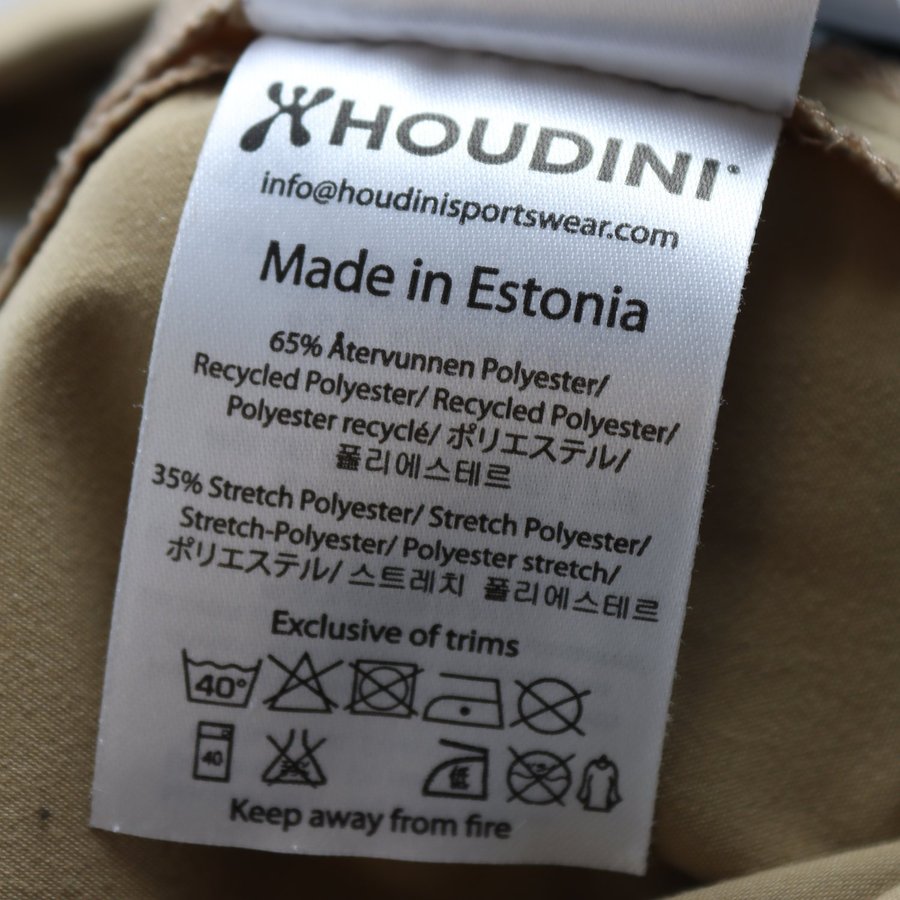 HOUDINI
info@houdinisportswear.com
Made in Estonia
65% Återvunnen Polyester/
Recycled Polyester/ Recycled Polyester/
Polyester recyclé/ ポリエステル/
폴리에스테르
35% Stretch Polyester/ Stretch Polyester/
Stretch-Polyester/ Polyester stretch/
ポリエステル/ 스트레치 폴리에스테르
Exclusive of trims
40°
40 低
Keep away from fire